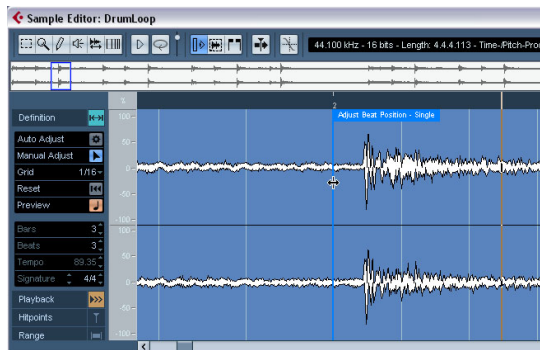 Sample Editor: DrumLoop
44.100 kHz - 16 bits - Length: 4.4.4.113 - Time-/Pitch-Pro
%
2
Definition
100
Adjust Beat Position - Single
Auto Adjust
50
Manual Adjust
Grid 1/16
0
Reset
-50
Preview
-100
Bars 3
100
Beats 3
50
Tempo 89.35
Signature 4/4
0
Playback
-50
Hitpoints
Range
-100